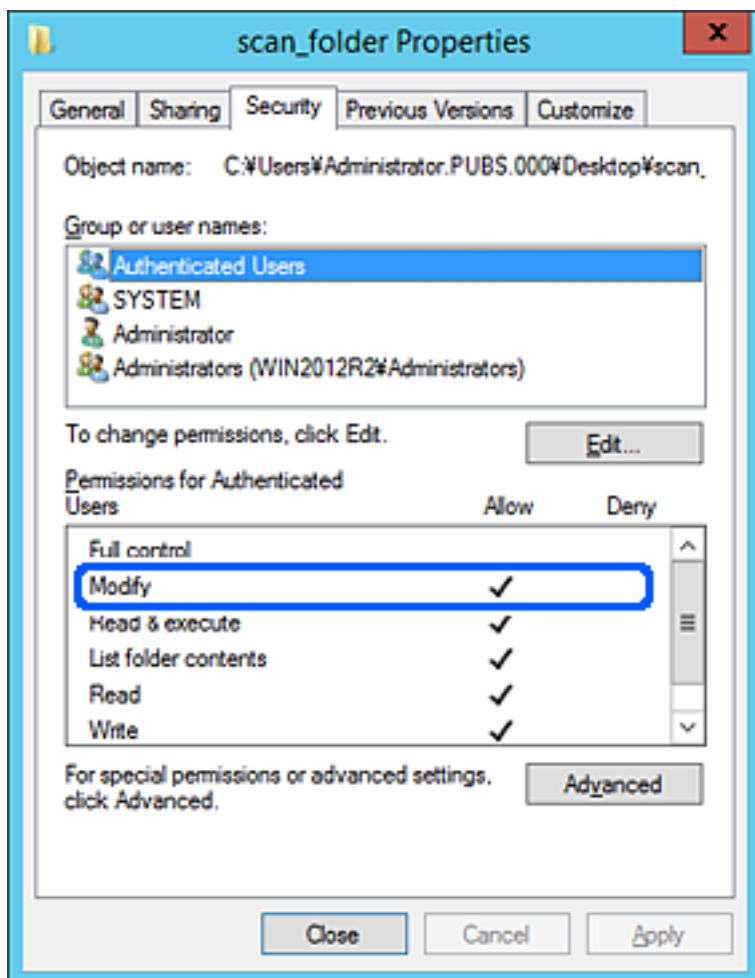 scan_folder Properties
x
General Sharing Security Previous Versions Customize
Object name: C:¥Users¥Administrator.PUBS.000¥Desktop¥scan_
Group or user names:
Authenticated Users
SYSTEM
Administrator
Administrators (WIN2012R2¥Administrators)
To change permissions, click Edit.
Edit...
Permissions for Authenticated
Users Allow Deny
Full control
Modify
Read & execute
List folder contents
Read
Write
For special permissions or advanced settings,
click Advanced.
Advanced
Close Cancel Apply